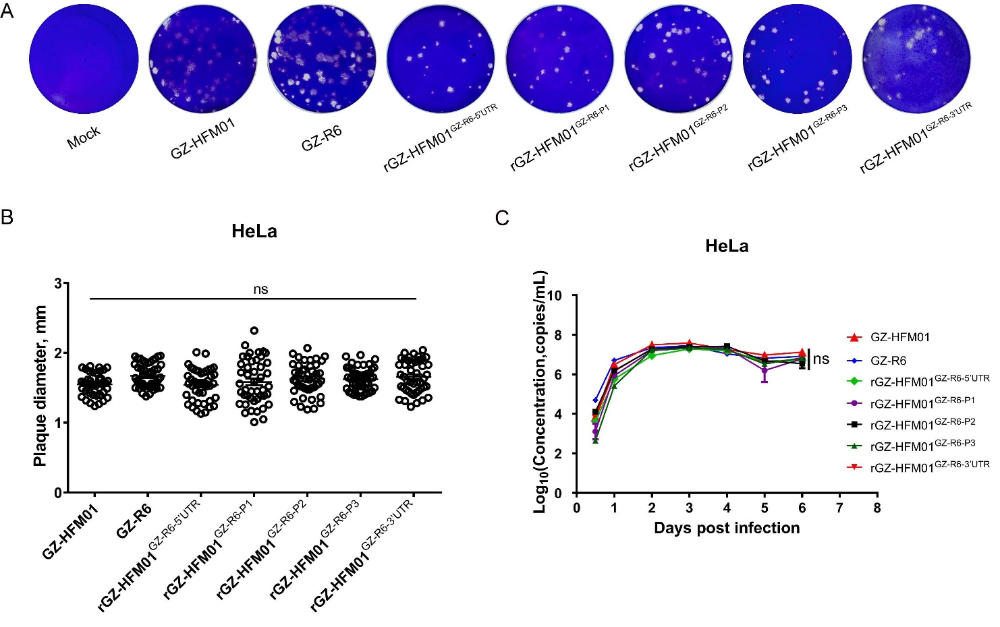 A
Mock
GZ-HFM01
GZ-R6
rGZ-HFM01GZ-R6-5'UTR
rGZ-HFM01GZ-R6-P1
rGZ-HFM01GZ-R6-P2
rGZ-HFM01GZ-R6-P3
rGZ-HFM01GZ-R6-3'UTR
B
HeLa
Plaque diameter, mm
3
2
1
0
ns
GZ-HFM01
GZ-R6
rGZ-HFM01GZ-R6-5'UTR
rGZ-HFM01GZ-R6-P1
rGZ-HFM01GZ-R6-P2
rGZ-HFM01GZ-R6-P3
rGZ-HFM01GZ-R6-3'UTR
C
HeLa
Log10(Concentration,copies/mL)
10
8
6
4
2
0
0 1 2 3 4 5 6 7 8
Days post infection
ns
GZ-HFM01
GZ-R6
rGZ-HFM01GZ-R6-5'UTR
rGZ-HFM01GZ-R6-P1
rGZ-HFM01GZ-R6-P2
rGZ-HFM01GZ-R6-P3
rGZ-HFM01GZ-R6-3'UTR